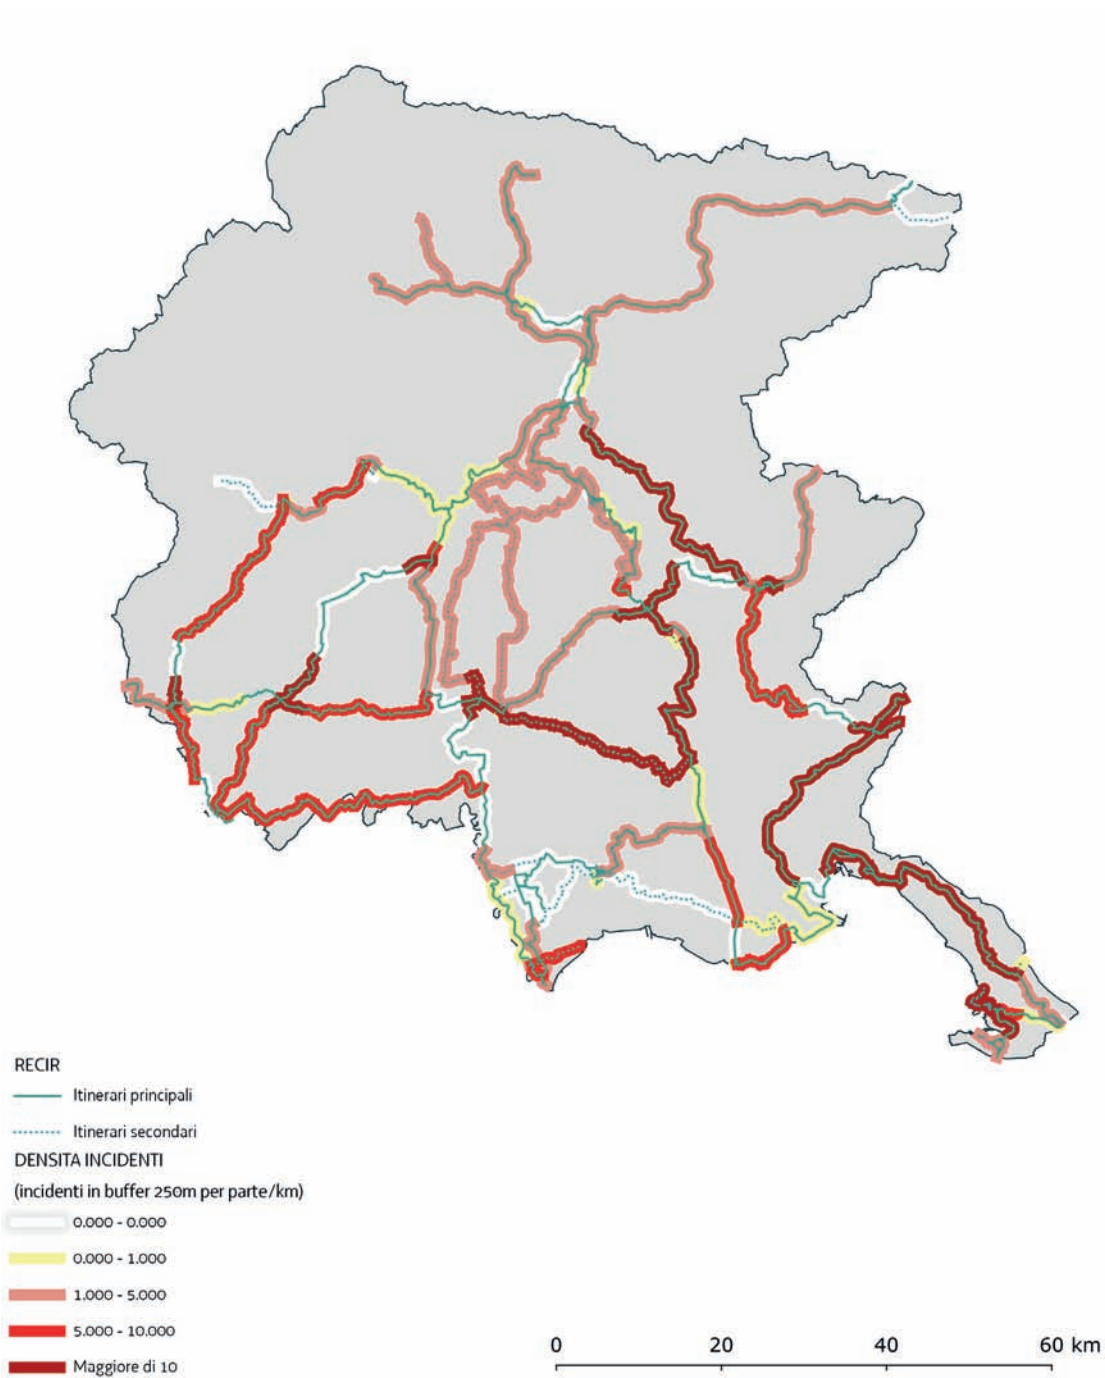 RECIR
Itinerari principali
Itinerari secondari
DENSITA INCIDENTI
(incidenti in buffer 250m per parte/km)
0.000 - 0.000
0.000 - 1.000
1.000 - 5.000
5.000 - 10.000
Maggiore di 10
0 20 40 60 km